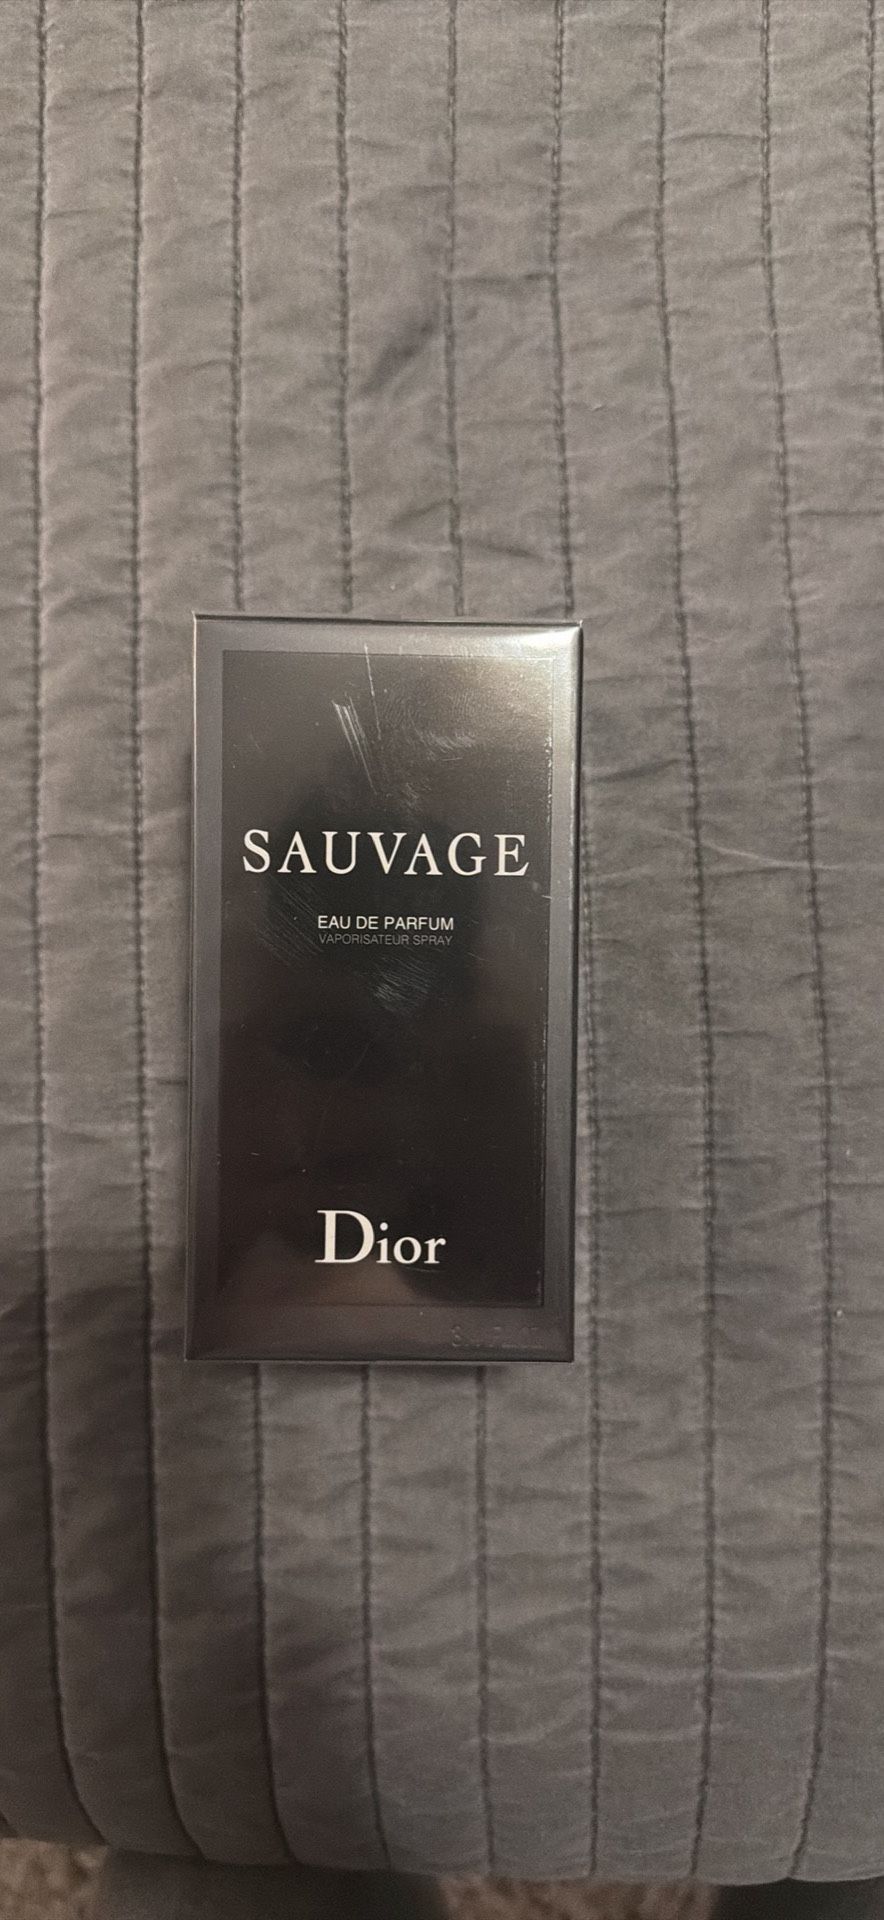 SAUVAGE
EAU DE PARFUM
VAPORISATEUR SPRAY
Dior